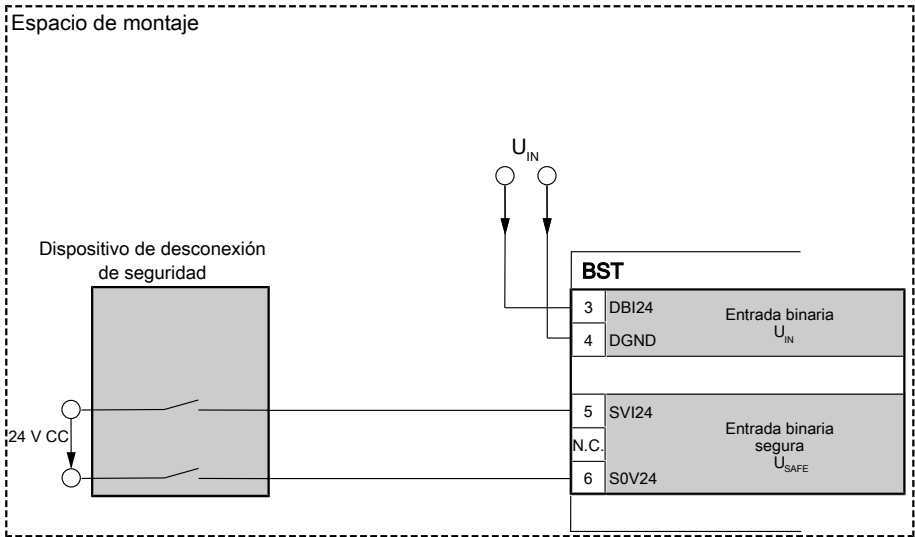 Espacio de montaje
U_IN
Dispositivo de desconexión
de seguridad
BST
3 DBI24
4 DGND
Entrada binaria
U_IN
24 V CC
5 SVI24
N.C.
6 S0V24
Entrada binaria
segura
U_SAFE